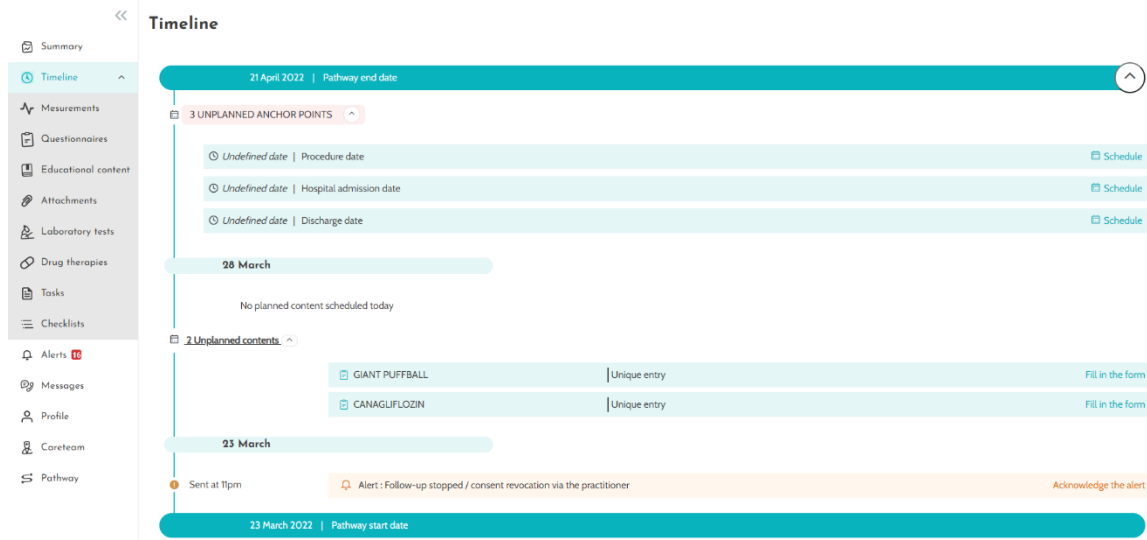 Timeline
Summary
Timeline
Mesurements
Questionnaires
Educational content
Attachments
Laboratory tests
Drug therapies
Tasks
Checklists
Alerts 16
Messages
Profile
Careteam
Pathway
21 April 2022 | Pathway end date
3 UNPLANNED ANCHOR POINTS
Undefined date | Procedure date Schedule
Undefined date | Hospital admission date Schedule
Undefined date | Discharge date Schedule
28 March
No planned content scheduled today
2 Unplanned contents
GIANT PUFFBALL Unique entry Fill in the form
CANAGLIFLOZIN Unique entry Fill in the form
23 March
Sent at 11pm Alert : Follow-up stopped / consent revocation via the practitioner Acknowledge the alert
23 March 2022 | Pathway start date